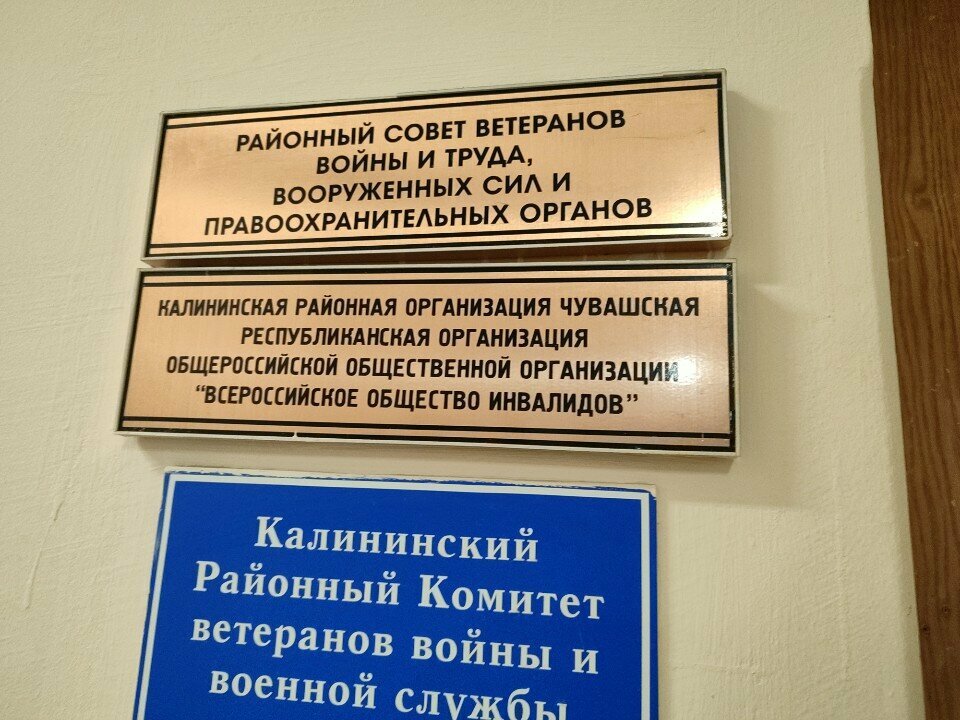 РАЙОННЫЙ СОВЕТ ВЕТЕРАНОВ
ВОЙНЫ И ТРУДА,
ВООРУЖЕННЫХ СИЛ И
ПРАВООХРАНИТЕЛЬНЫХ ОРГАНОВ
КАЛИНИНСКАЯ РАЙОННАЯ ОРГАНИЗАЦИЯ ЧУВАШСКАЯ
РЕСПУБЛИКАНСКАЯ ОРГАНИЗАЦИЯ
ОБЩЕРОССИЙСКОЙ ОБЩЕСТВЕННОЙ ОРГАНИЗАЦИИ
“ВСЕРОССИЙСКОЕ ОБЩЕСТВО ИНВАЛИДОВ”
Калининский
Районный Комитет
ветеранов войны и
военной службы